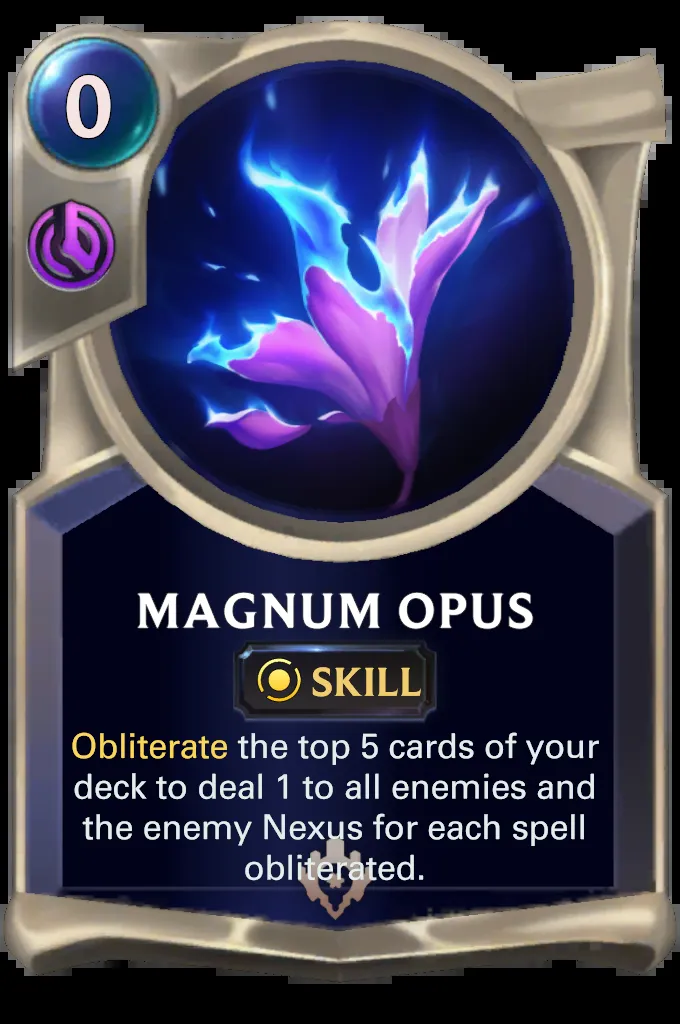 0
MAGNUM OPUS
SKILL
Obliterate the top 5 cards of your
deck to deal 1 to all enemies and
the enemy Nexus for each spell
obliterated.